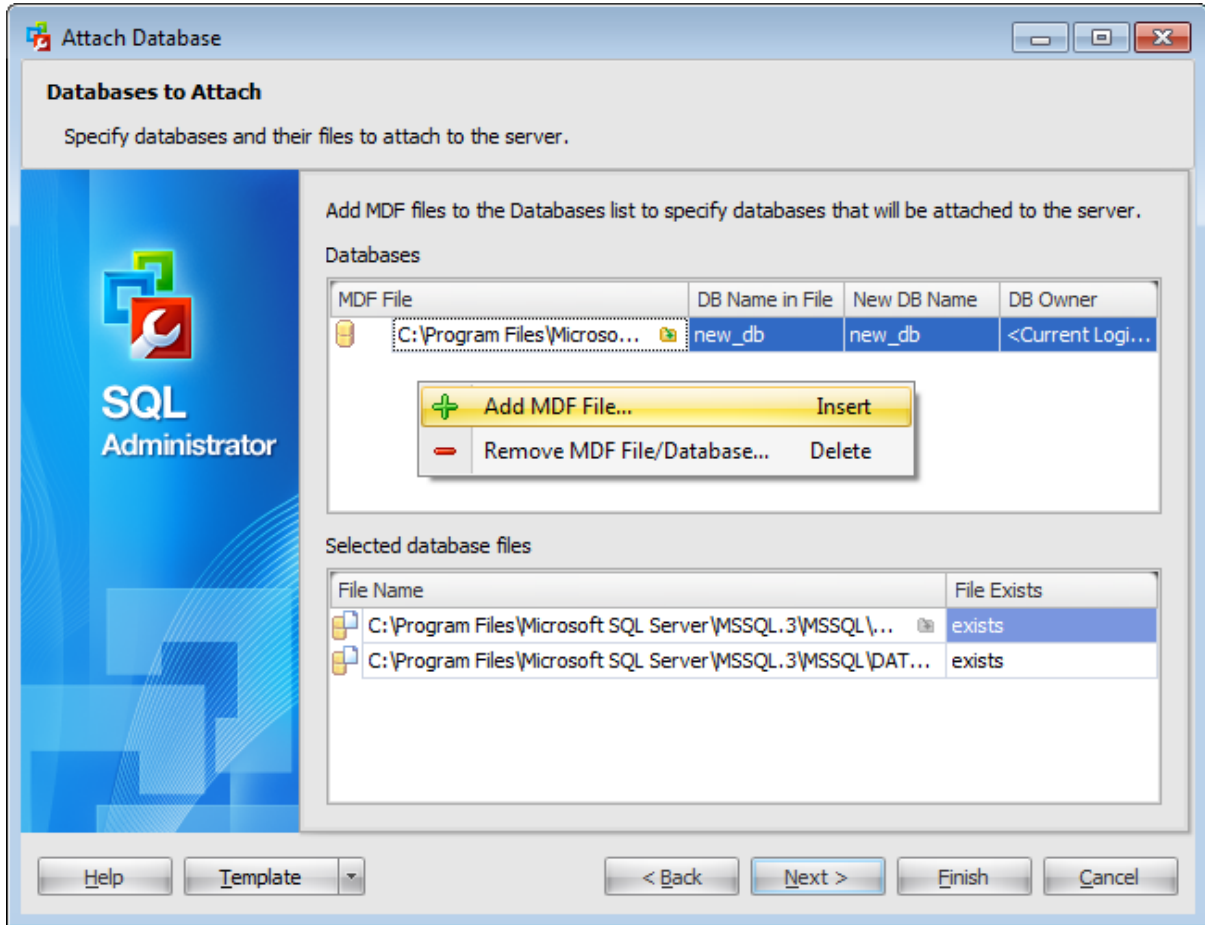 Attach Database
Databases to Attach
Specify databases and their files to attach to the server.
SQL
Administrator
Add MDF files to the Databases list to specify databases that will be attached to the server.
Databases
MDF File DB Name in File New DB Name DB Owner
C:\Program Files\Microso... new_db new_db <Current Logi...
Add MDF File... Insert
Remove MDF File/Database... Delete
Selected database files
File Name File Exists
C:\Program Files\Microsoft SQL Server\MSSQL.3\MSSQL\... exists
C:\Program Files\Microsoft SQL Server\MSSQL.3\MSSQL\DAT... exists
Help Template < Back Next > Finish Cancel